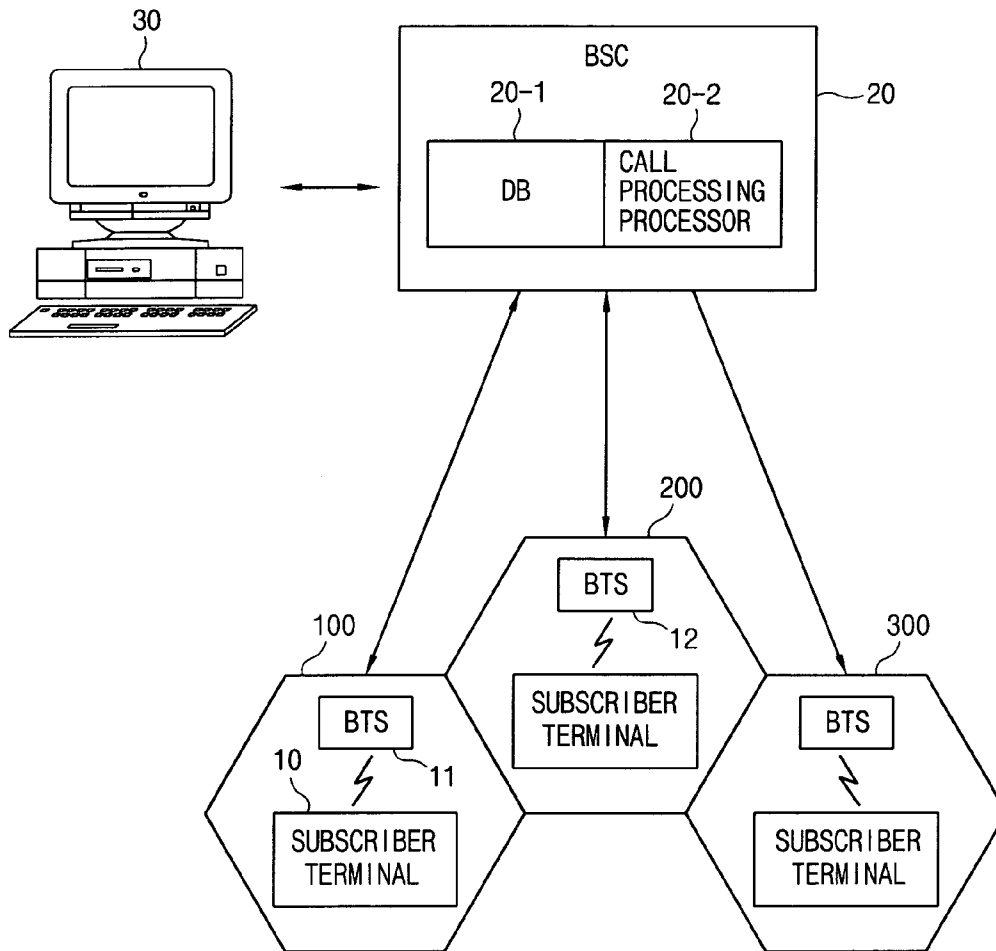 30
BSC
20-1
20-2
20
DB
CALL
PROCESSING
PROCESSOR
200
BTS
12
100
300
BTS
11
SUBSCRIBER
TERMINAL
BTS
10
SUBSCRIBER
TERMINAL
SUBSCRIBER
TERMINAL